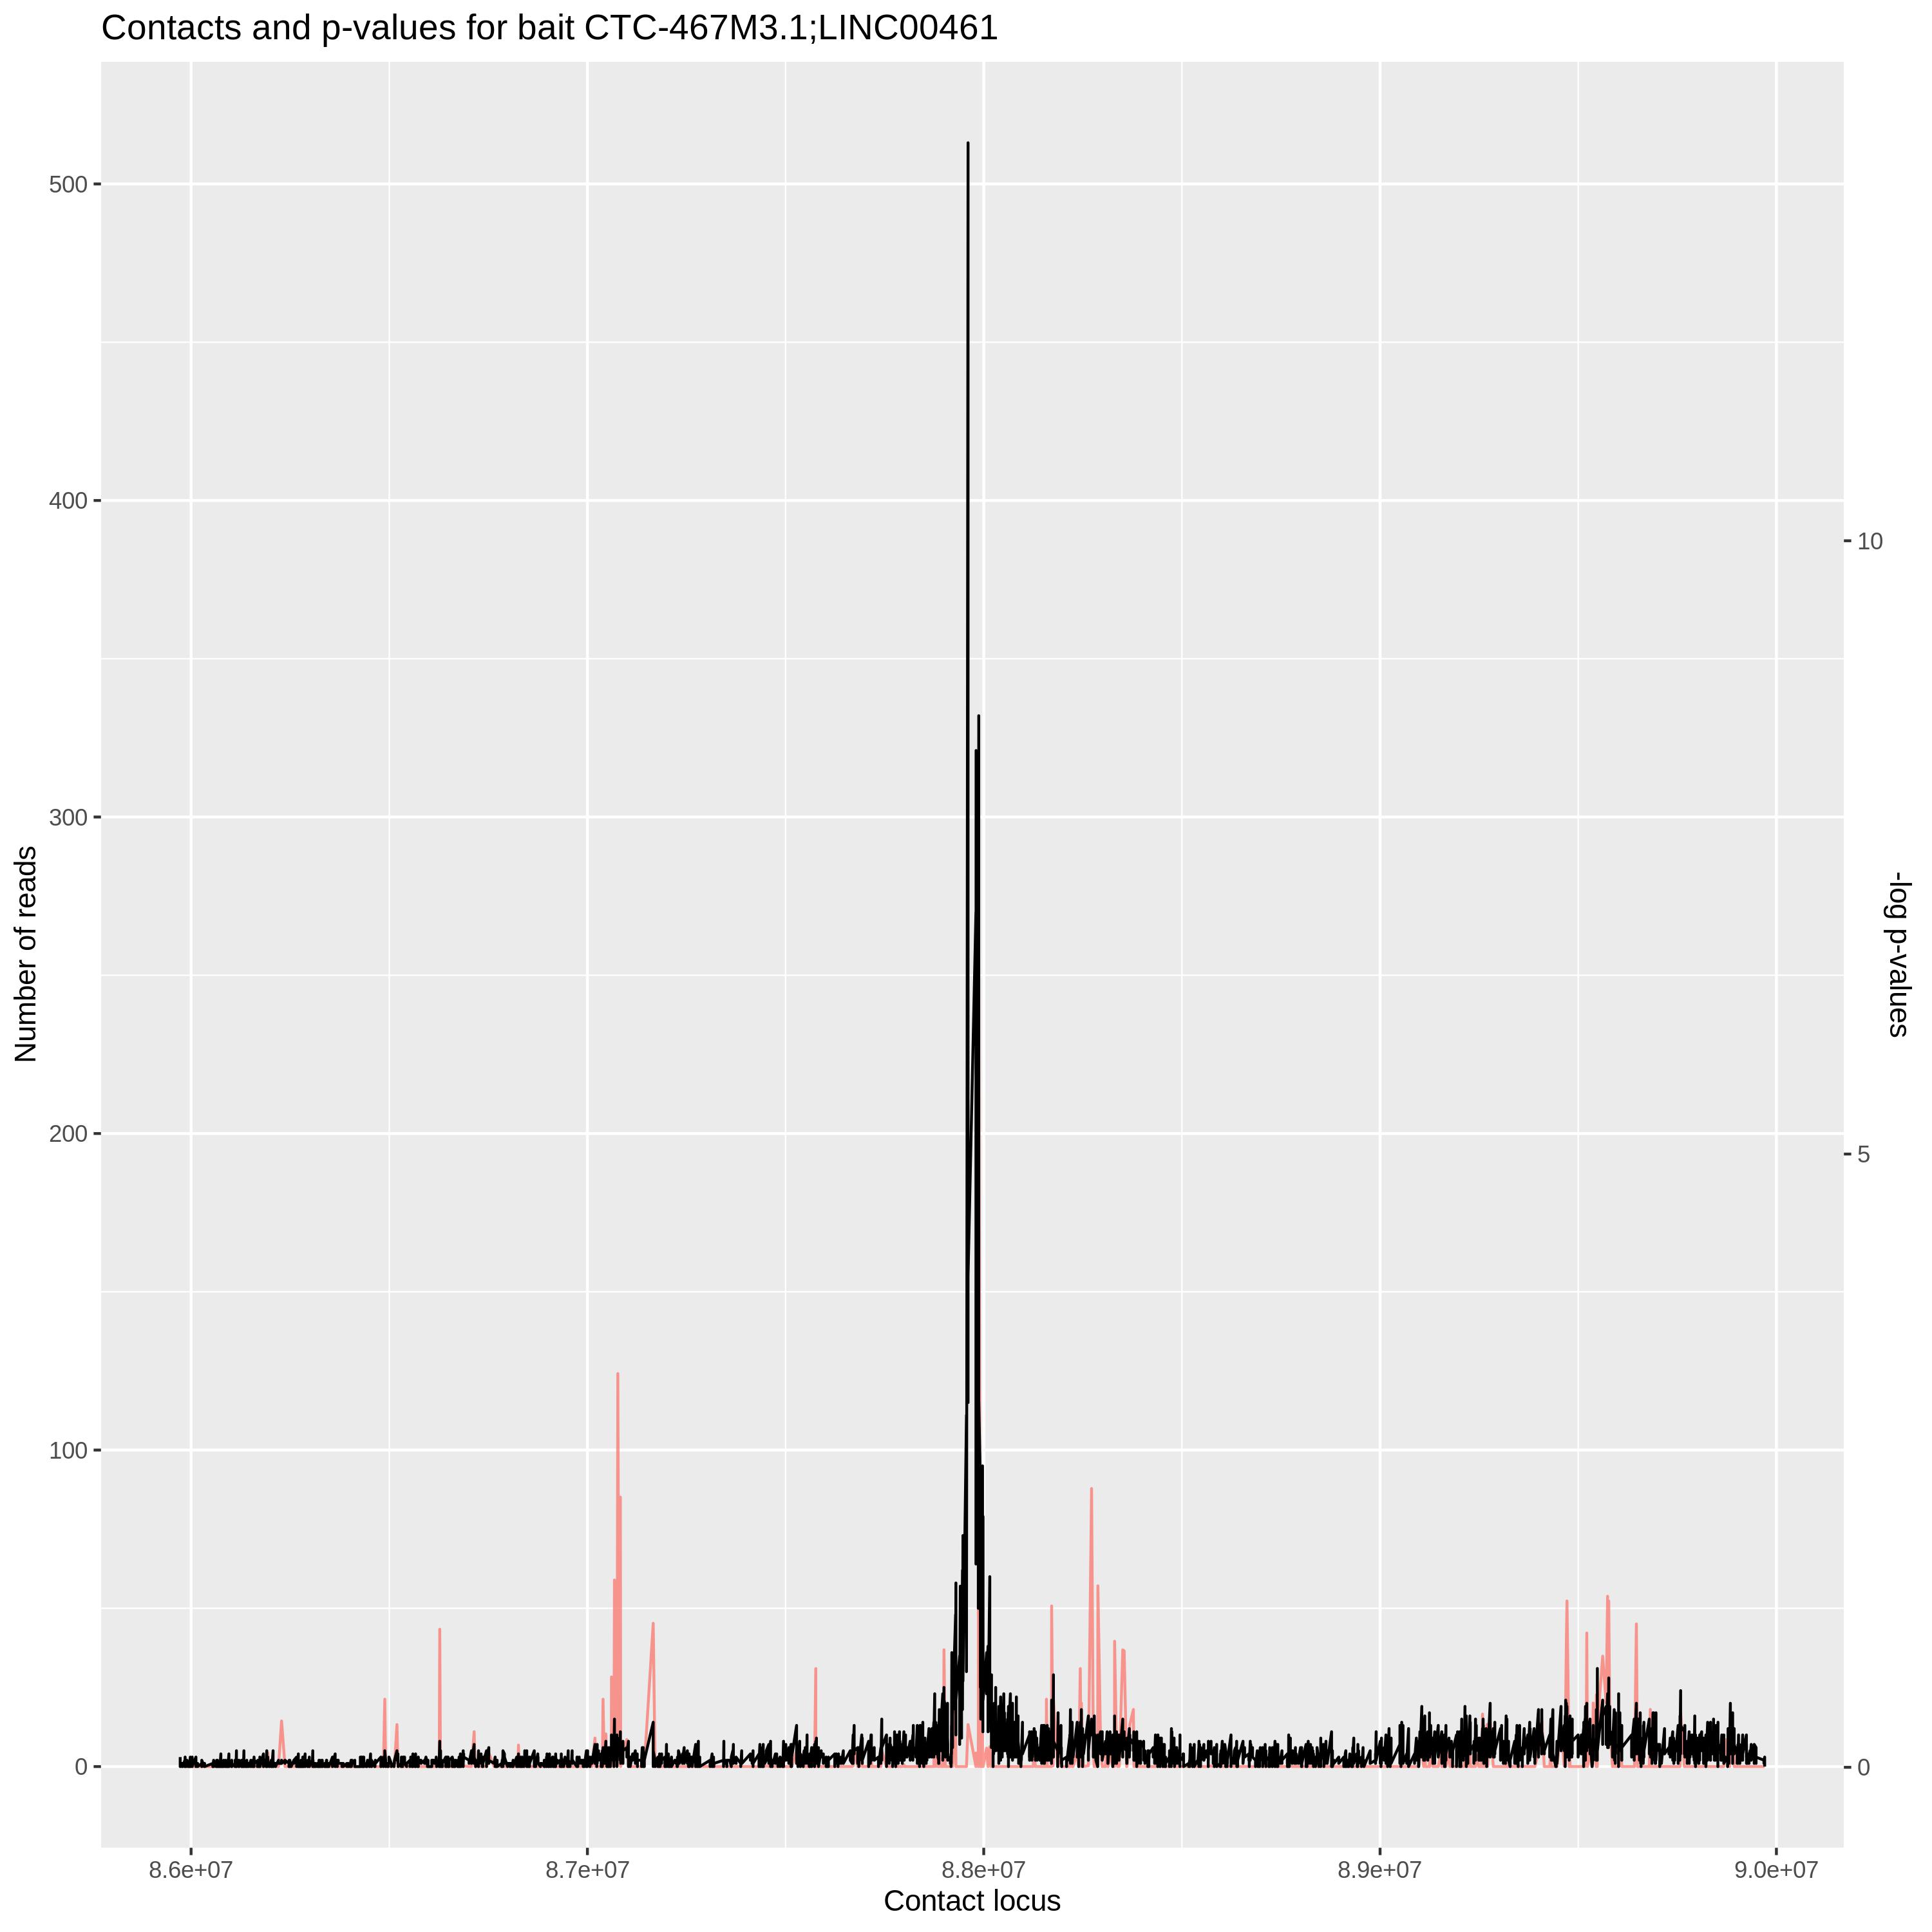 Contacts and p-values for bait CTC-467M3.1;LINC00461
500
400
300
200
100
0
Number of reads
10
5
0
-log p-values
8.6e+07 8.7e+07 8.8e+07 8.9e+07 9.0e+07
Contact locus